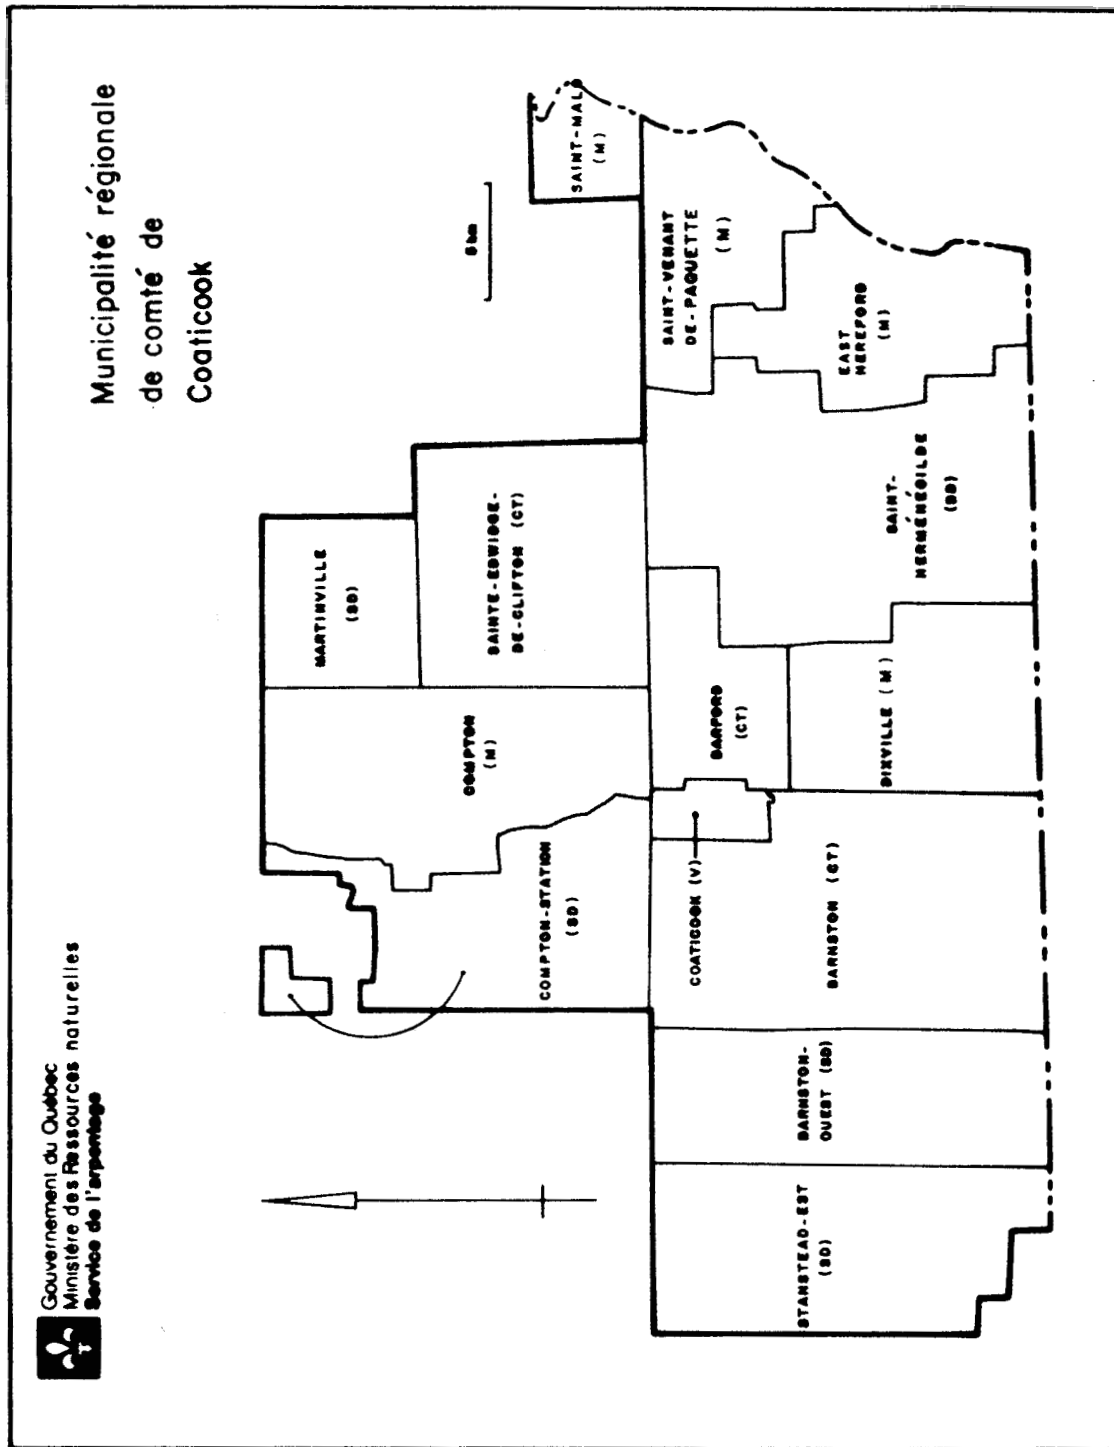 Gouvernement du Québec
Ministère des Ressources naturelles
Service de l'arpentage
Municipalité régionale
de comté de
Coaticook
5 km
SAINT-MALO
(M)
MARTINVILLE
(SD)
SAINTE-EDWIDGE-
DE-CLIFTON (CT)
COMPTON
(M)
COMPTON-STATION
(SD)
SAINT-VENANT
DE-PAQUETTE
(M)
EAST
HEREFORD
(M)
SAINT-
HERMÉNÉGILDE
(SD)
BARFORD
(CT)
DIXVILLE (M)
COATICOOK (V)
BARNSTON (CT)
BARNSTON-
OUEST (SD)
STANSTEAD-EST
(SD)